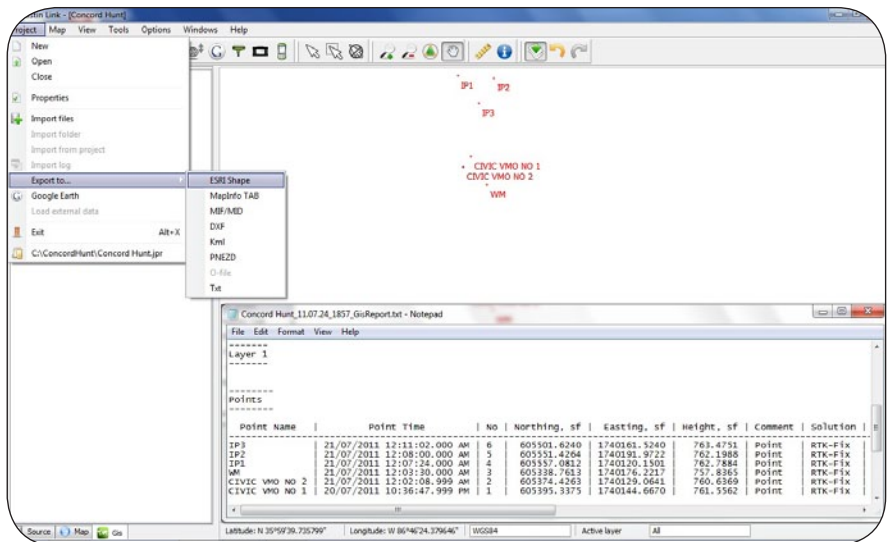 stin Link - [Concord Hunt]
roject Map View Tools Options Windows Help
New
Open
Close
Properties
Import files
Import folder
Import from project
Import log
Export to...
Google Earth
Load external data
Exit Alt+X
C:\ConcordHunt\Concord Hunt.jpr
ESRI Shape
MapInfo TAB
MIF/MID
DXF
Kml
PNEZD
O-file
Txt
IP1 IP2
IP3
CIVIC VMO NO 1
CIVIC VMO NO 2
WM
Concord Hunt_11.07.24_1857_GisReport.txt - Notepad
File Edit Format View Help
-------
Layer 1
-------
--------
Points
--------
Point Name | Point Time | No | Northing, sf | Easting, sf | Height, sf | Comment | Solution |
IP3 | 21/07/2011 12:11:02.000 AM | 6 | 605501.6240 | 1740161.5240 | 763.4751 | Point | RTK-Fix |
IP2 | 21/07/2011 12:08:00.000 AM | 5 | 605551.4264 | 1740191.9722 | 762.1988 | Point | RTK-Fix |
IP1 | 21/07/2011 12:07:24.000 AM | 4 | 605557.0812 | 1740120.1501 | 762.7884 | Point | RTK-Fix |
WM | 21/07/2011 12:03:30.000 AM | 3 | 605338.7613 | 1740176.2217 | 757.8365 | Point | RTK-Fix |
CIVIC VMO NO 2 | 21/07/2011 12:02:08.999 AM | 2 | 605374.4263 | 1740129.0641 | 760.6369 | Point | RTK-Fix |
CIVIC VMO NO 1 | 20/07/2011 10:36:47.999 PM | 1 | 605395.3375 | 1740144.6670 | 761.5562 | Point | RTK-Fix |
Source Map Gis Latitude: N 35°59'39.735799" Longitude: W 86°46'24.379646" WGS84 Active layer All